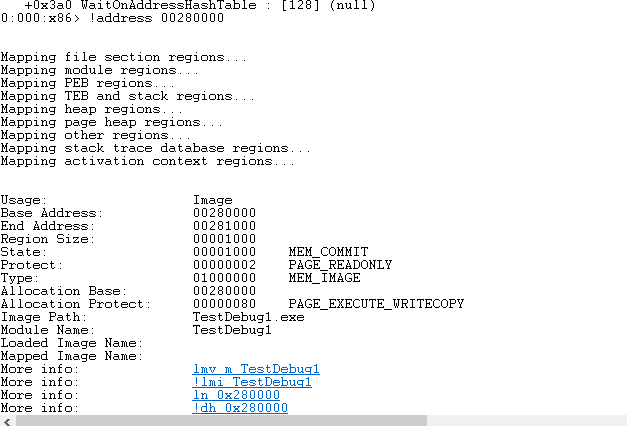 +0x3a0 WaitOnAddressHashTable : [128] (null)
0:000:x86> !address 00280000
Mapping file section regions...
Mapping module regions...
Mapping PEB regions...
Mapping TEB and stack regions...
Mapping heap regions...
Mapping page heap regions...
Mapping other regions...
Mapping stack trace database regions...
Mapping activation context regions...
Usage: Image
Base Address: 00280000
End Address: 00281000
Region Size: 00001000
State: 00001000 MEM_COMMIT
Protect: 00000002 PAGE_READONLY
Type: 01000000 MEM_IMAGE
Allocation Base: 00280000
Allocation Protect: 00000080 PAGE_EXECUTE_WRITECOPY
Image Path: TestDebug1.exe
Module Name: TestDebug1
Loaded Image Name:
Mapped Image Name:
More info: lmv m TestDebug1
More info: !lmi TestDebug1
More info: ln 0x280000
More info: !dh 0x280000